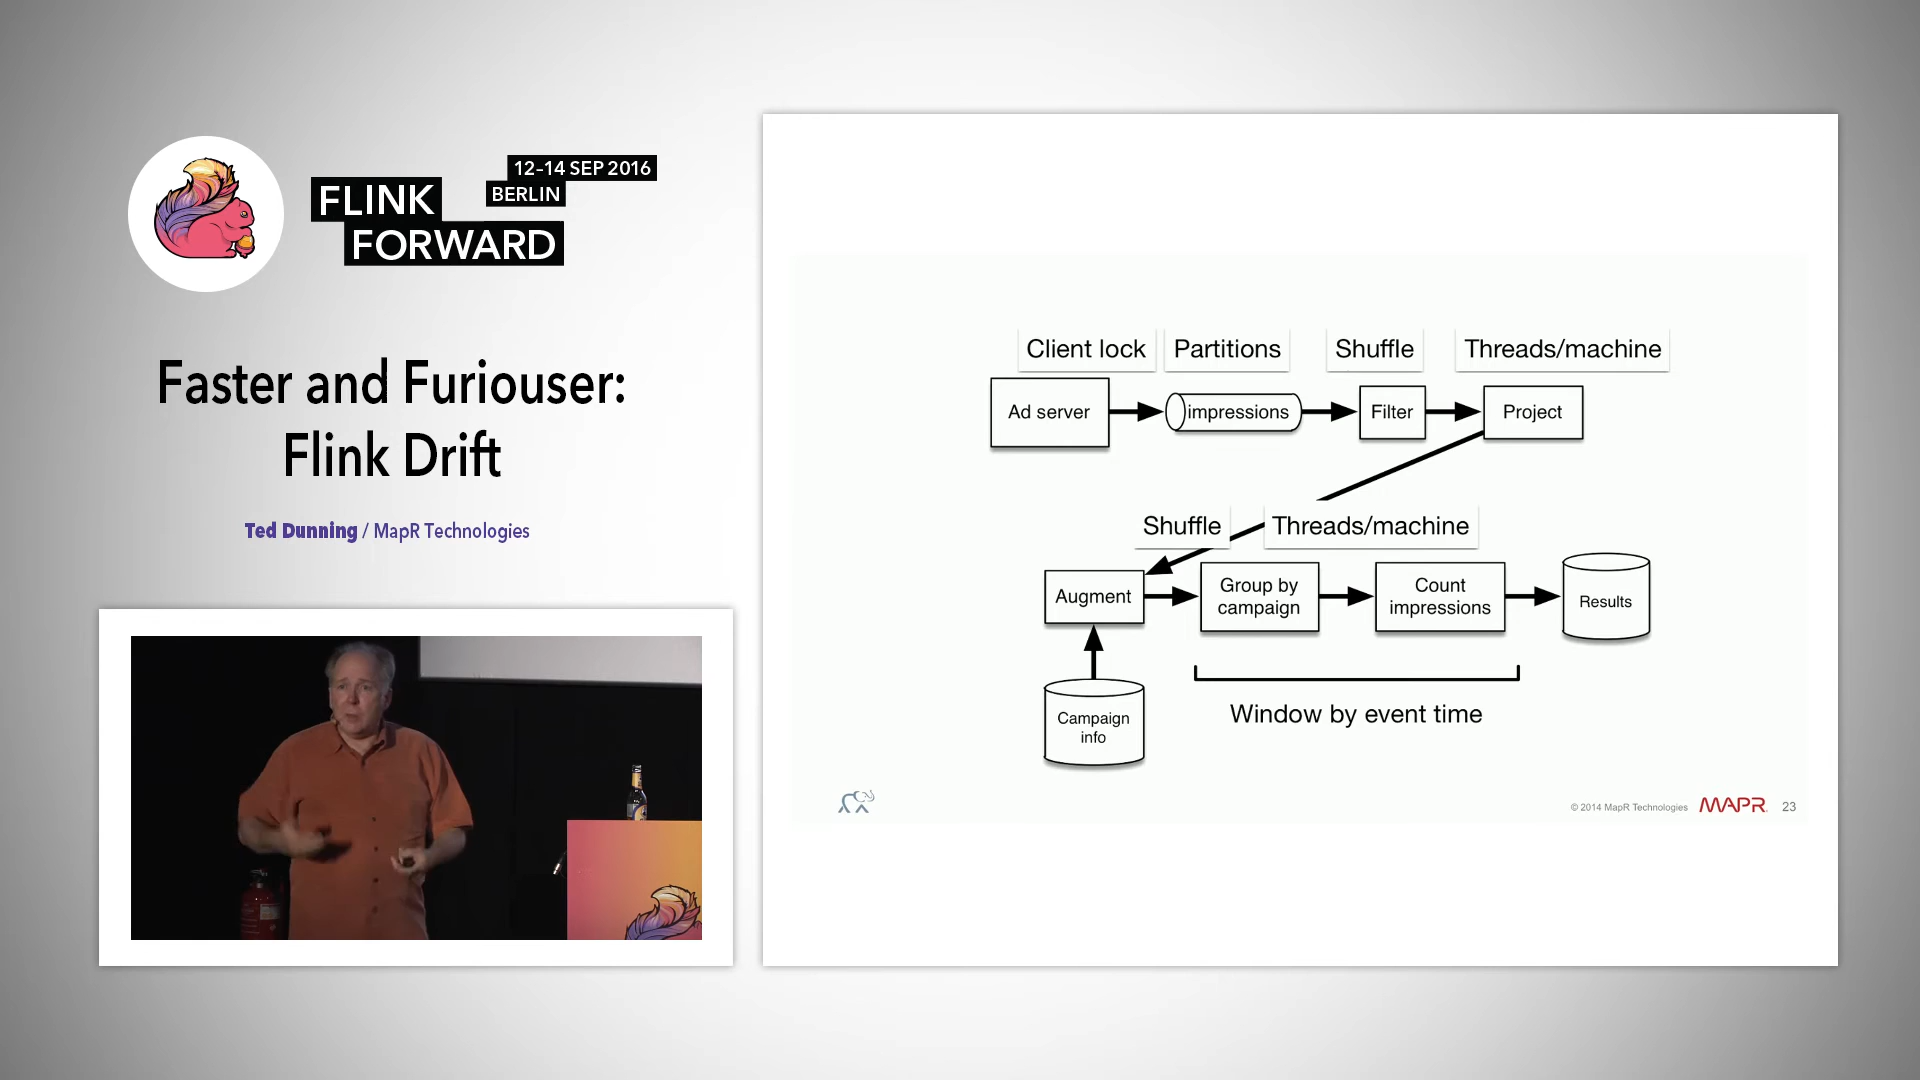 12-14 SEP 2016
BERLIN
FLINK
FORWARD
Faster and Furiouser:
Flink Drift
Ted Dunning / MapR Technologies
Client lock
Partitions
Shuffle
Threads/machine
Ad server
impressions
Filter
Project
Shuffle
Threads/machine
Augment
Group by
campaign
Count
impressions
Results
Campaign
info
Window by event time
© 2014 MapR Technologies
MAPR
23